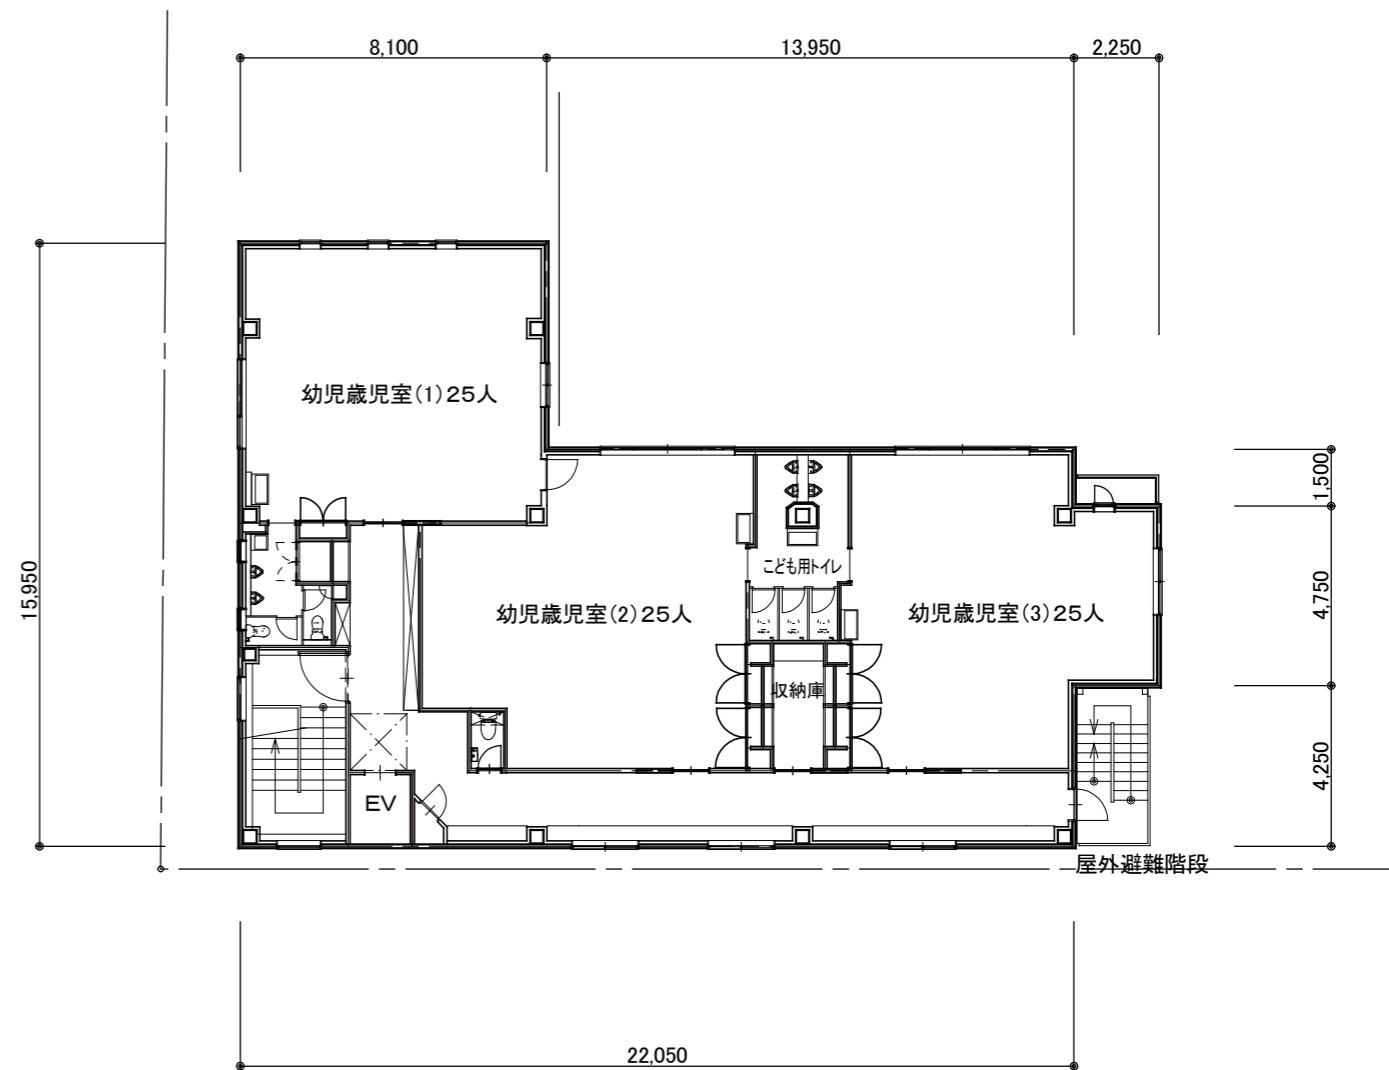 8,100
13,950
2,250
幼児歳児室(1)25人
1,500
こども用トイレ
15,950
幼児歳児室(2)25人
幼児歳児室(3)25人
4,750
収納庫
4,250
EV
屋外避難階段
22,050